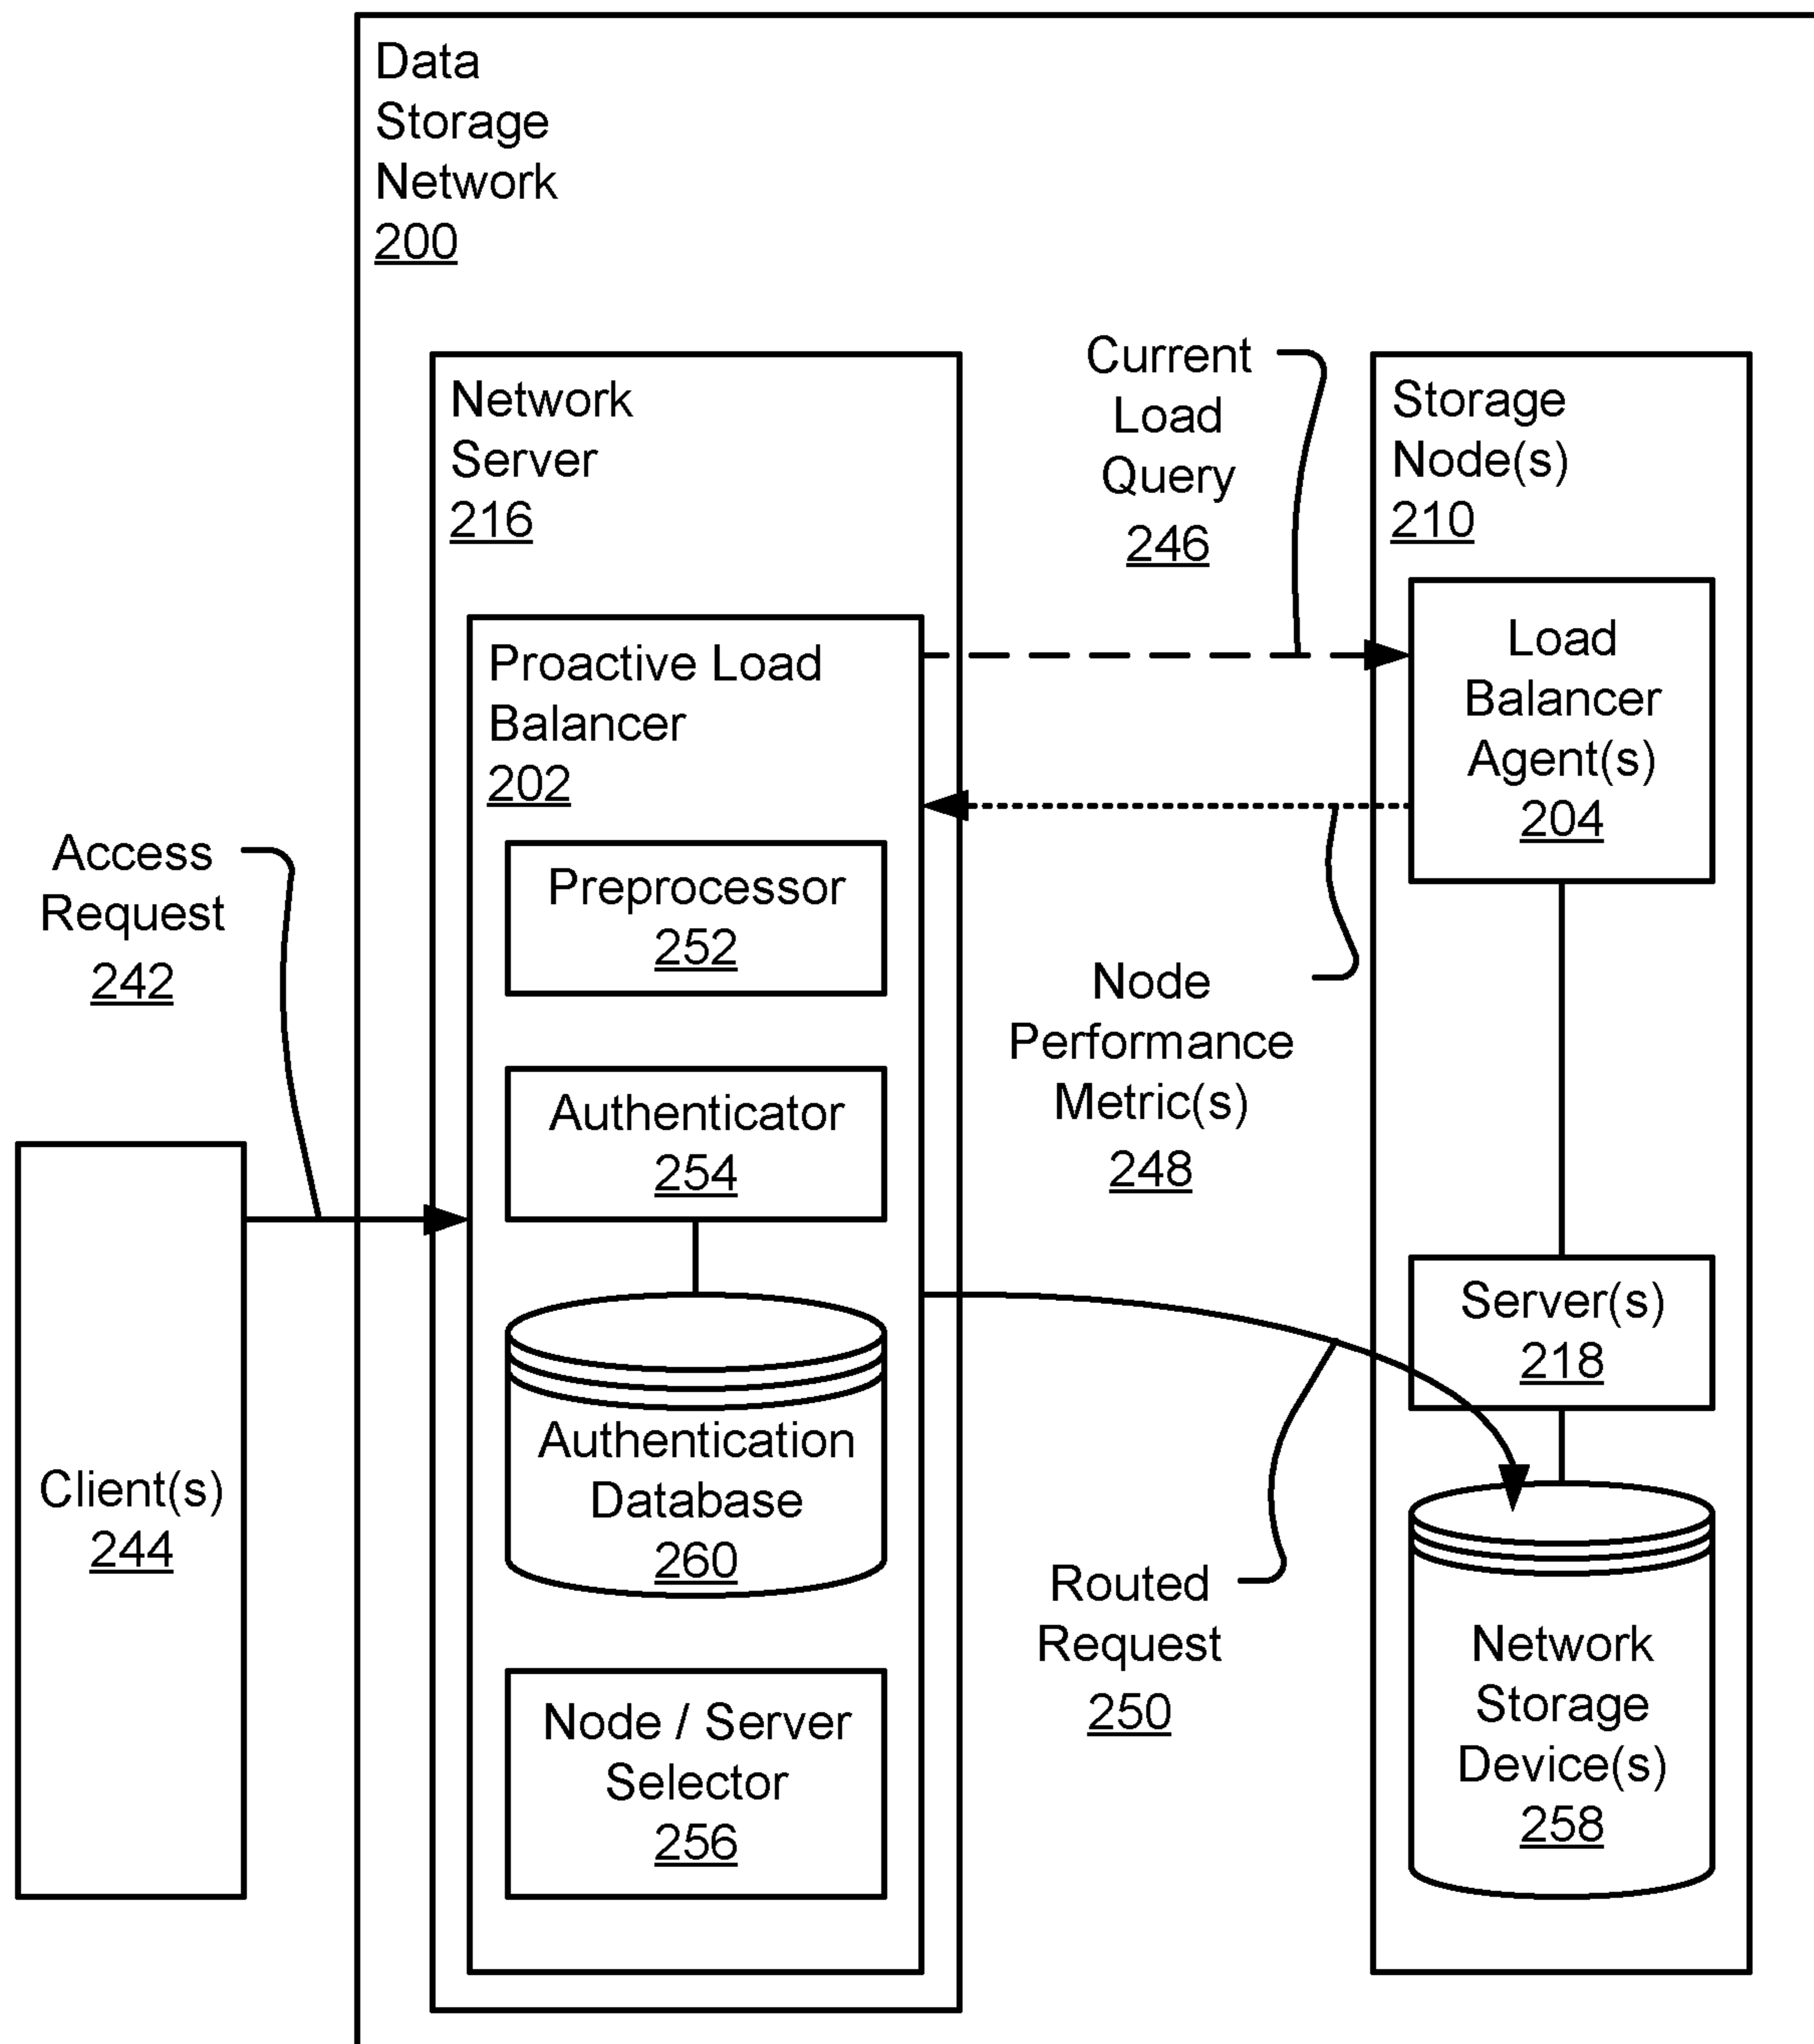 Data
Storage
Network
200
Network
Server
216
Current
Load
Query
246
Storage
Node(s)
210
Proactive Load
Balancer
202
Load
Balancer
Agent(s)
204
Access
Request
242
Preprocessor
252
Node
Performance
Metric(s)
248
Authenticator
254
Client(s)
244
Authentication
Database
260
Server(s)
218
Routed
Request
250
Node / Server
Selector
256
Network
Storage
Device(s)
258